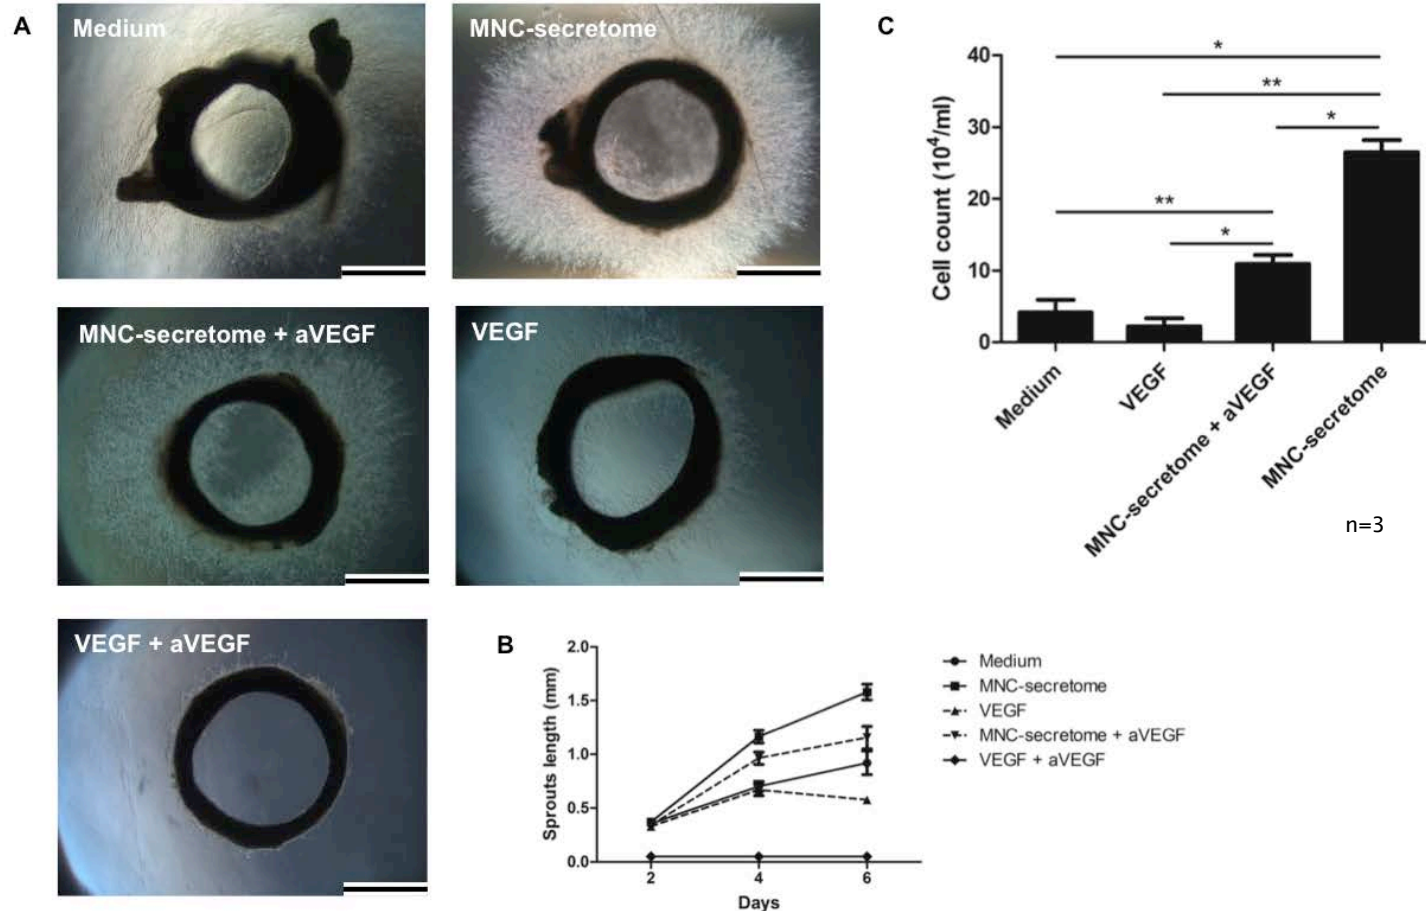 A
Medium
MNC-secretome
MNC-secretome + aVEGF
VEGF
VEGF + aVEGF
B
2.0
1.5
1.0
0.5
0.0
Sprouts length (mm)
2 4 6
Days
Medium
MNC-secretome
VEGF
MNC-secretome + aVEGF
VEGF + aVEGF
C
40
30
20
10
0
Cell count (10⁴/ml)
*
**
*
**
*
Medium
VEGF
MNC-secretome + aVEGF
MNC-secretome
n=3